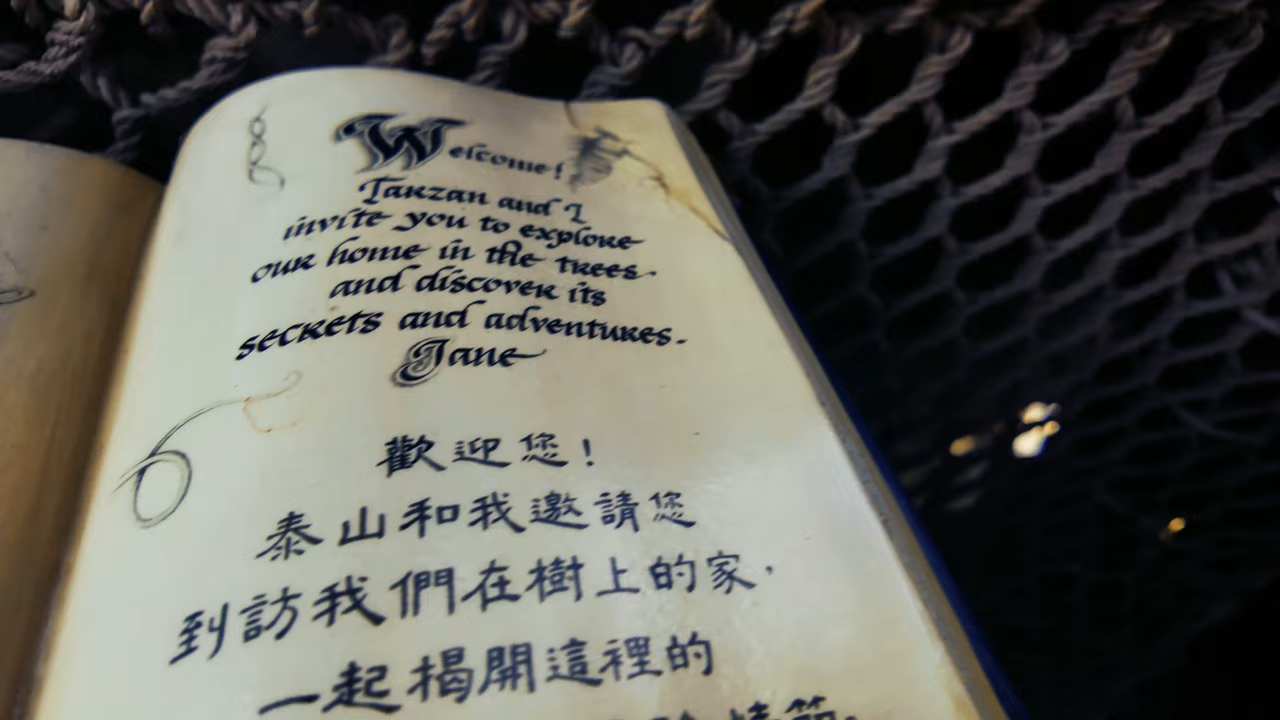 Welcome!
Tarzan and I
invite you to explore
our home in the trees
and discover its
secrets and adventures.
Jane
歡迎您!
泰山和我邀請您
到訪我們在樹上的家.
一起揭開這裡的